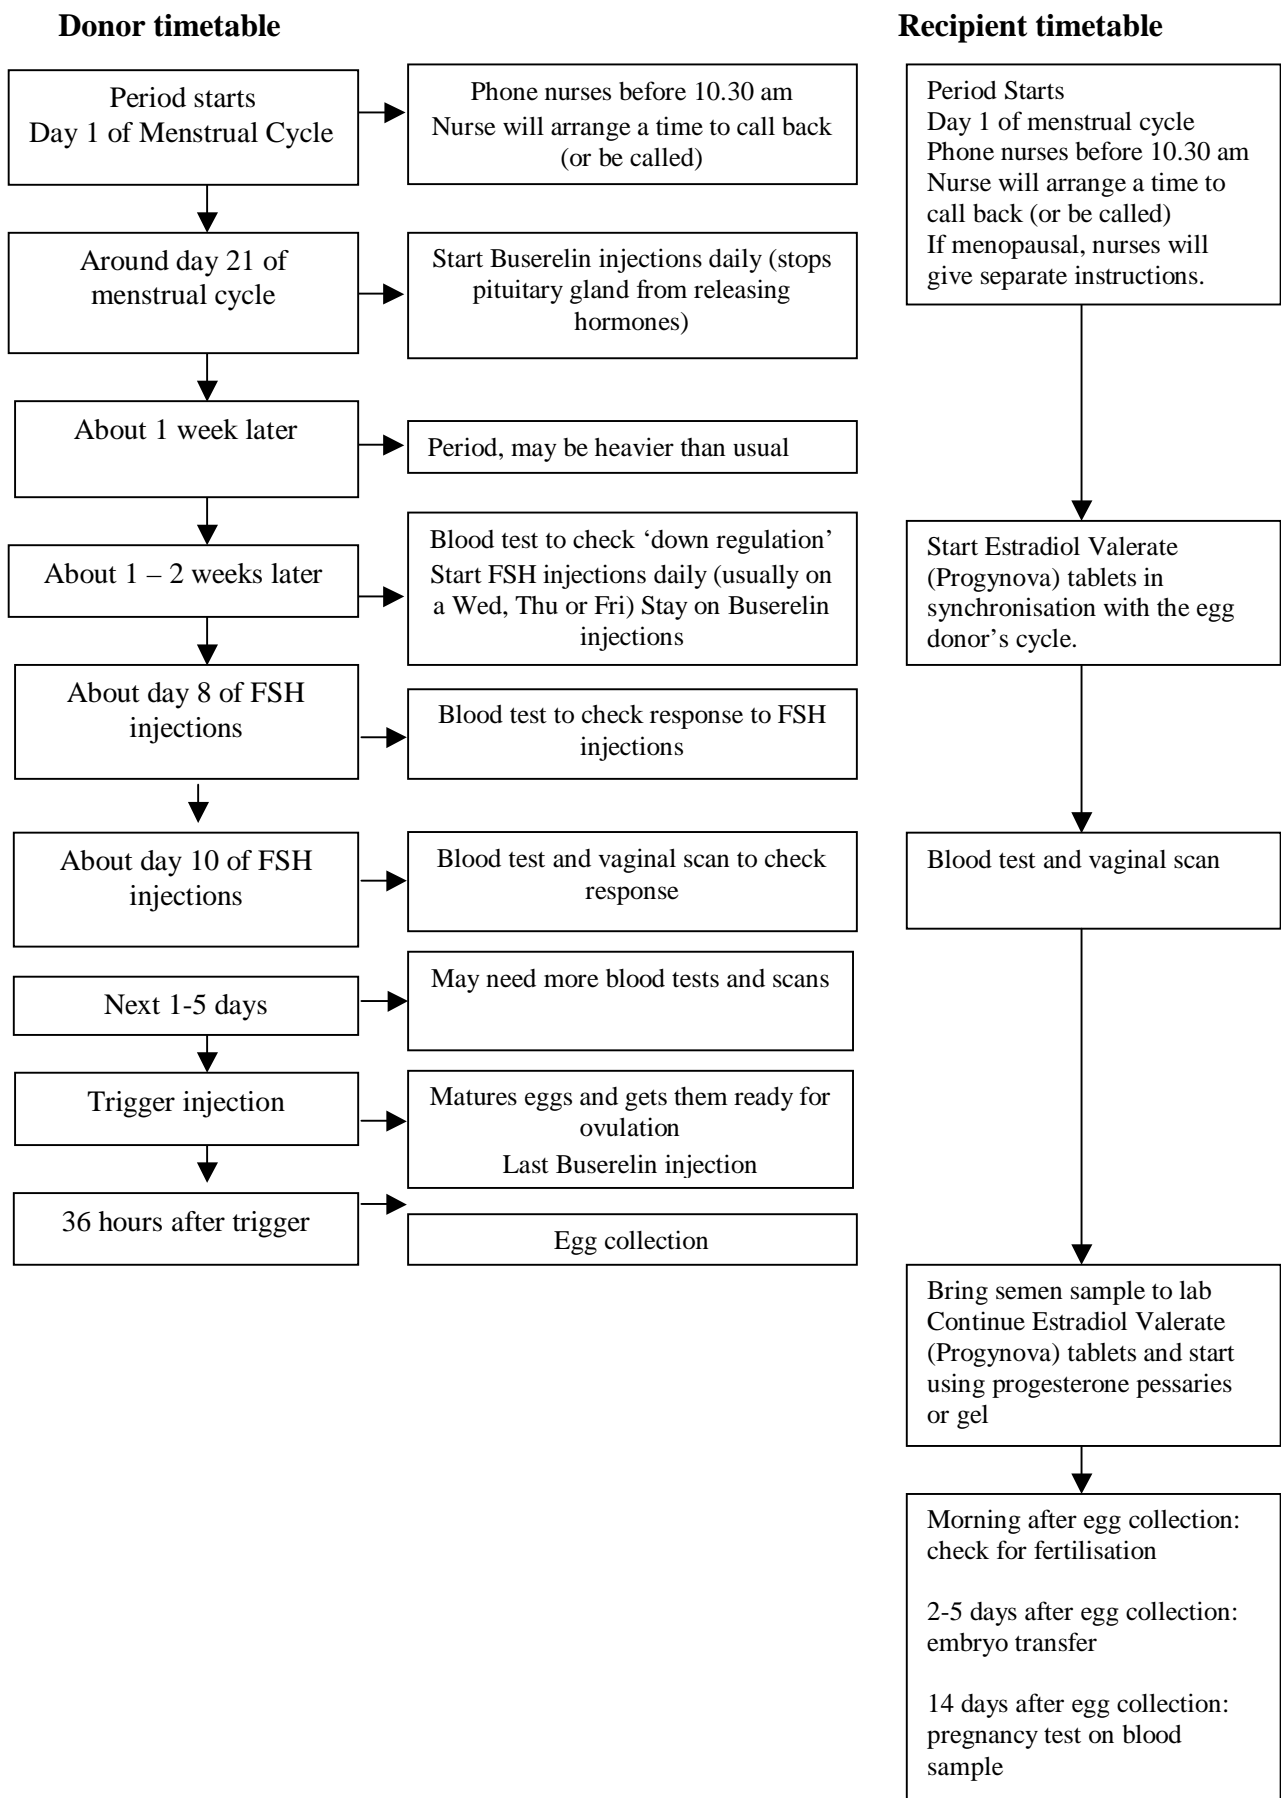 Donor timetable
Period starts
Day 1 of Menstrual Cycle
Phone nurses before 10.30 am
Nurse will arrange a time to call back
(or be called)
Around day 21 of
menstrual cycle
Start Buserelin injections daily (stops
pituitary gland from releasing
hormones)
About 1 week later
Period, may be heavier than usual
About 1 – 2 weeks later
Blood test to check ‘down regulation’
Start FSH injections daily (usually on
a Wed, Thu or Fri) Stay on Buserelin
injections
About day 8 of FSH
injections
Blood test to check response to FSH
injections
About day 10 of FSH
injections
Blood test and vaginal scan to check
response
Next 1-5 days
May need more blood tests and scans
Trigger injection
Matures eggs and gets them ready for
ovulation
Last Buserelin injection
36 hours after trigger
Egg collection
Recipient timetable
Period Starts
Day 1 of menstrual cycle
Phone nurses before 10.30 am
Nurse will arrange a time to
call back (or be called)
If menopausal, nurses will
give separate instructions.
Start Estradiol Valerate
(Progynova) tablets in
synchronisation with the egg
donor’s cycle.
Blood test and vaginal scan
Bring semen sample to lab
Continue Estradiol Valerate
(Progynova) tablets and start
using progesterone pessaries
or gel
Morning after egg collection:
check for fertilisation
2-5 days after egg collection:
embryo transfer
14 days after egg collection:
pregnancy test on blood
sample